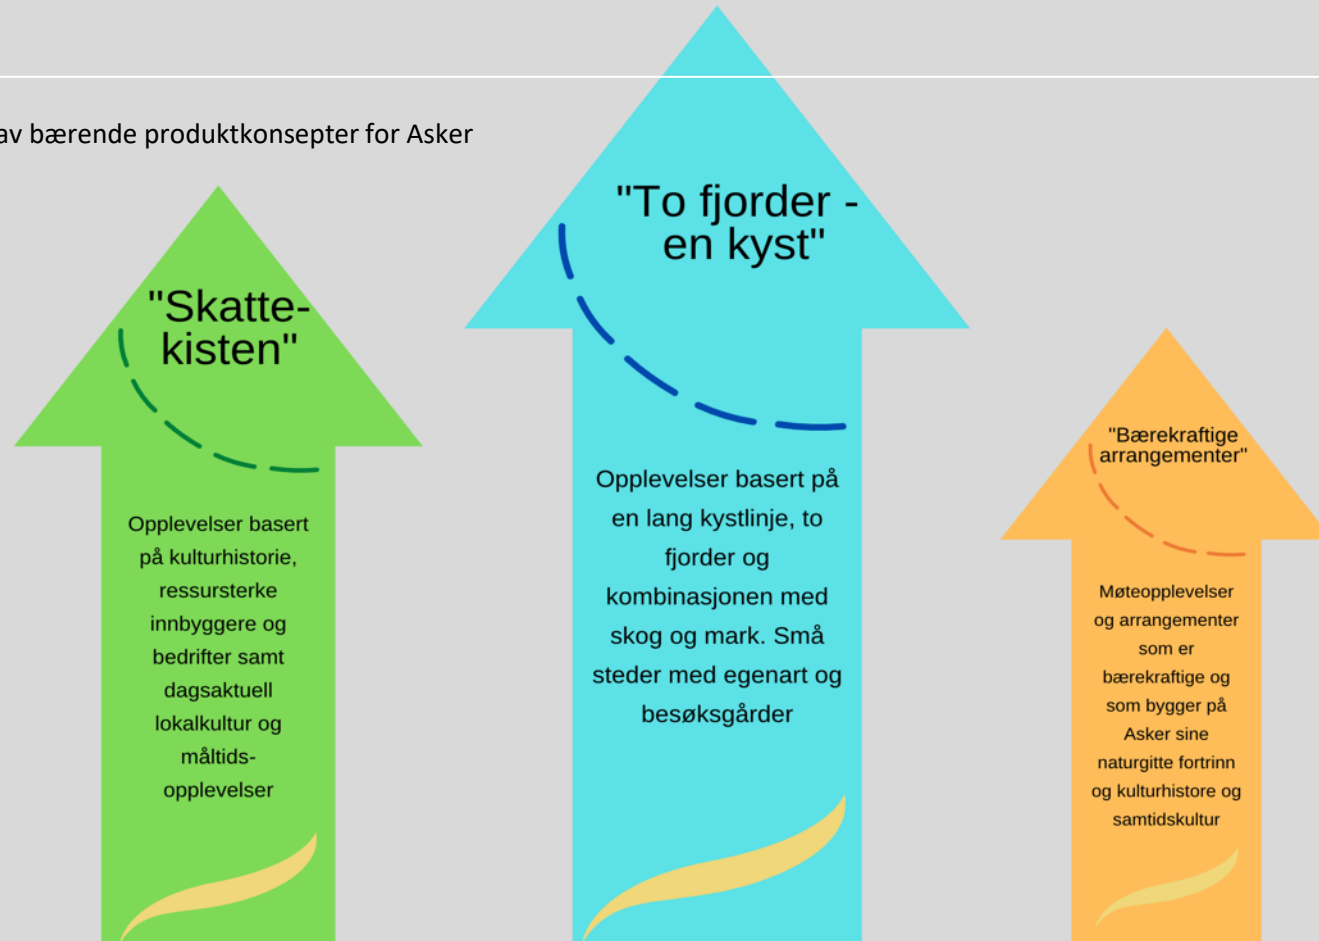 av bærende produktkonsepter for Asker
"Skatte-
kisten"
Opplevelser basert
på kulturhistorie,
ressursterke
innbyggere og
bedrifter samt
dagsaktuell
lokalkultur og
måltids-
opplevelser
"To fjorder -
en kyst"
Opplevelser basert på
en lang kystlinje, to
fjorder og
kombinasjonen med
skog og mark. Små
steder med egenart og
besøksgårder
"Bærekraftige
arrangementer"
Møteopplevelser
og arrangementer
som er
bærekraftige og
som bygger på
Asker sine
naturgitte fortrinn
og kulturhistore og
samtidskultur